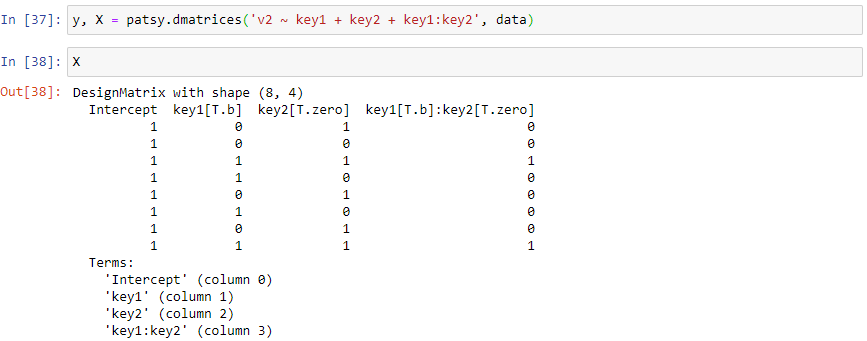 In [37]: y, X = patsy.dmatrices('v2 ~ key1 + key2 + key1:key2', data)
In [38]: X
Out[38]: DesignMatrix with shape (8, 4)
Intercept key1[T.b] key2[T.zero] key1[T.b]:key2[T.zero]
1 0 1 0
1 0 0 0
1 1 1 1
1 1 0 0
1 0 1 0
1 1 0 0
1 0 1 0
1 1 1 1
Terms:
'Intercept' (column 0)
'key1' (column 1)
'key2' (column 2)
'key1:key2' (column 3)